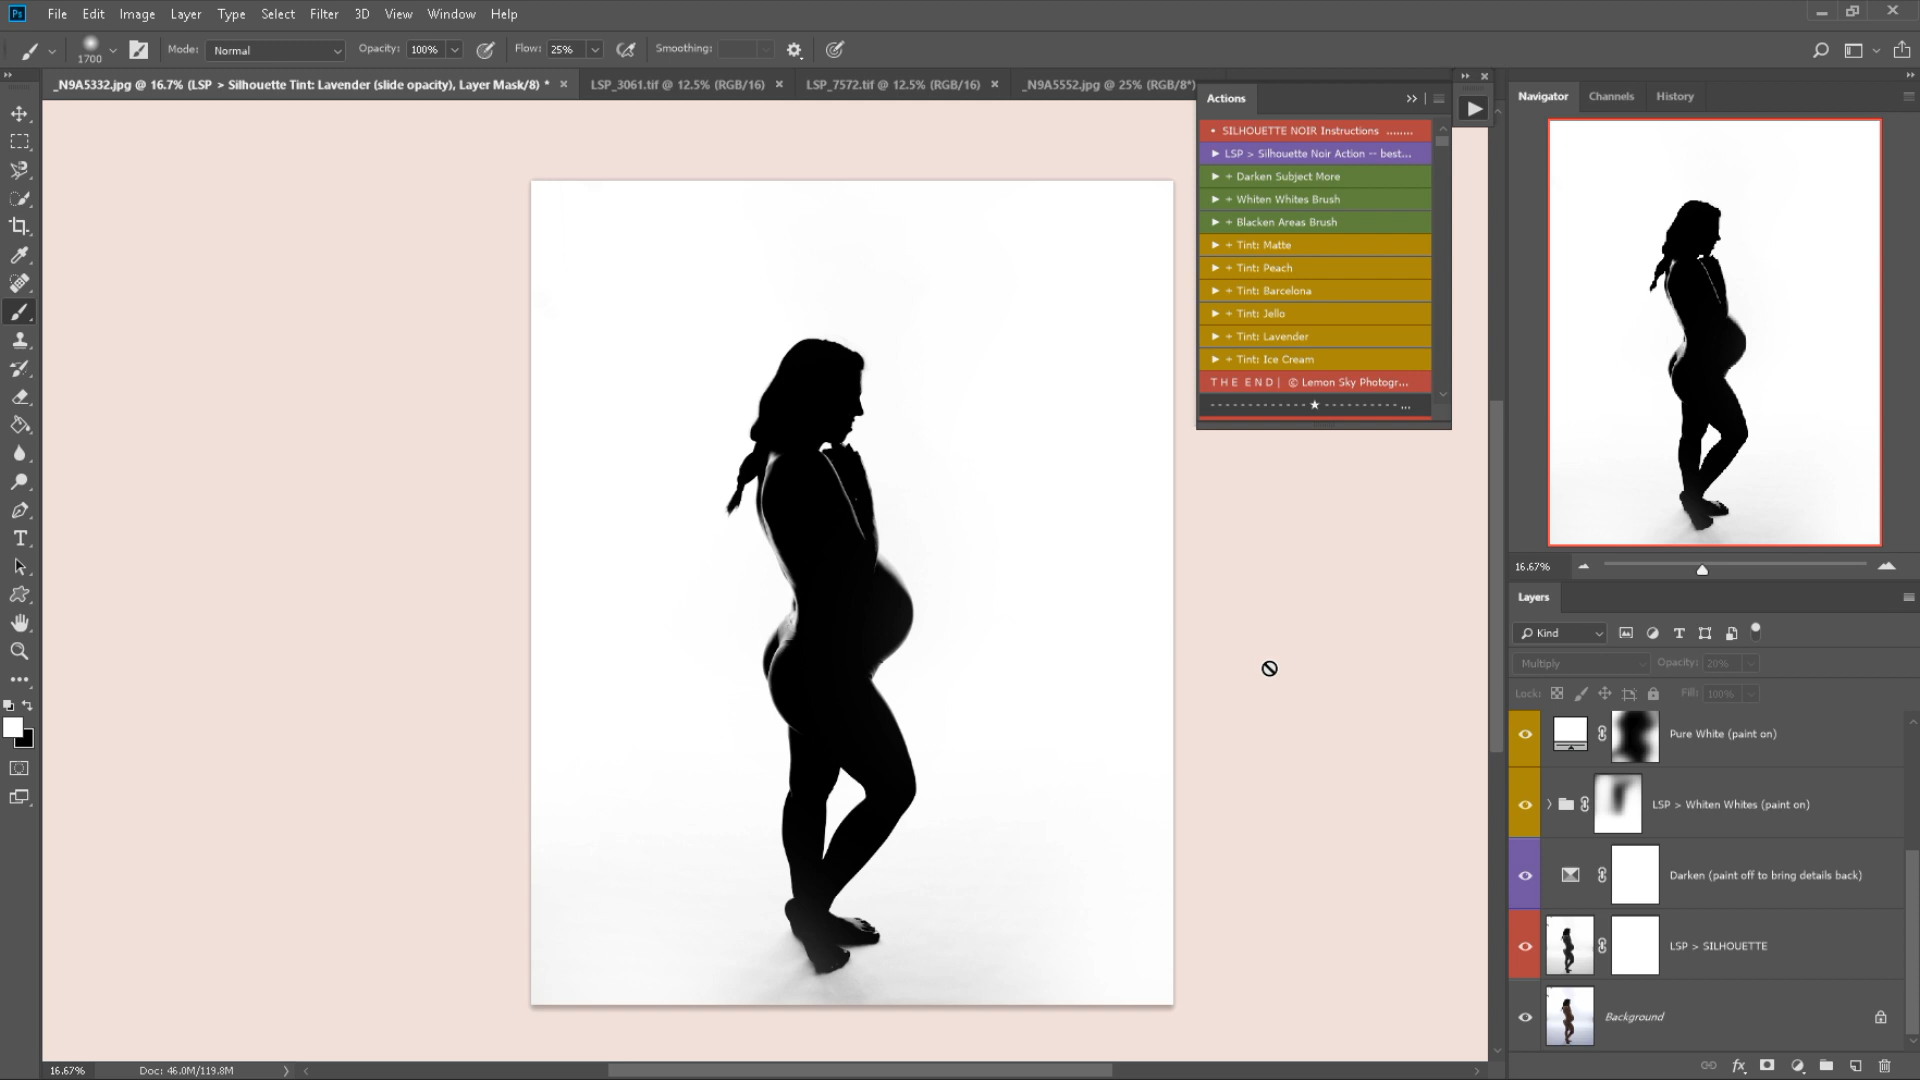 Ps File Edit Image Layer Type Select Filter 3D View Window Help
1700 Mode: Normal Opacity: 100% Flow: 25% Smoothing:
_N9A5332.jpg @ 16.7% (LSP > Silhouette Tint: Lavender (slide opacity), Layer Mask/8) * LSP_3061.tif @ 12.5% (RGB/16) LSP_7572.tif @ 12.5% (RGB/16) _N9A5552.jpg @ 25% (RGB/8*)
Actions
• SILHOUETTE NOIR Instructions ........
LSP > Silhouette Noir Action -- best...
+ Darken Subject More
+ Whiten Whites Brush
+ Blacken Areas Brush
+ Tint: Matte
+ Tint: Peach
+ Tint: Barcelona
+ Tint: Jello
+ Tint: Lavender
+ Tint: Ice Cream
T H E E N D | © Lemon Sky Photogr...
- - - - - - - - - - - - ★ - - - - - - - - - - ...
Navigator Channels History
16.67%
Layers
Kind
Multiply Opacity: 20%
Lock: Fill: 100%
Pure White (paint on)
LSP > Whiten Whites (paint on)
Darken (paint off to bring details back)
LSP > SILHOUETTE
Background
16.67% Doc: 46.0M/119.8M